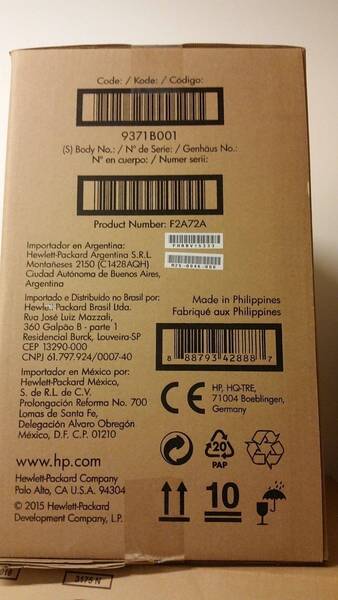 Code: / Kode: / Código:
9371B001
(S) Body No.: / Nº de Serie: / Genhäus No.:
Nº en cuerpo: / Numer serii:
Product Number: F2A72A
Importador en Argentina:
Hewlett-Packard Argentina S.R.L.
Montañeses 2150 (C1428AQH)
Ciudad Autónoma de Buenos Aires,
Argentina
Importado e Distribuído no Brasil por:
Hewlett Packard Brasil Ltda.
Rua José Luiz Mazzali,
360 Galpão B - parte 1
Residencial Burck, Louveira-SP
CEP 13290-000
CNPJ 61.797.924/0007-40
Importador en México por:
Hewlett-Packard México,
S. de R.L. de C.V.
Prolongación Reforma No. 700
Lomas de Santa Fe,
Delegación Alvaro Obregón
México, D.F. C.P. 01210
www.hp.com
Hewlett-Packard Company
Palo Alto, CA U.S.A. 94304
© 2015 Hewlett-Packard
Development Company, L.P.
Made in Philippines
Fabriqué aux Philippines
8 88793 42888 7
CE
HP, HQ-TRE,
71004 Boeblingen,
Germany
20
PAP
10
3175 N